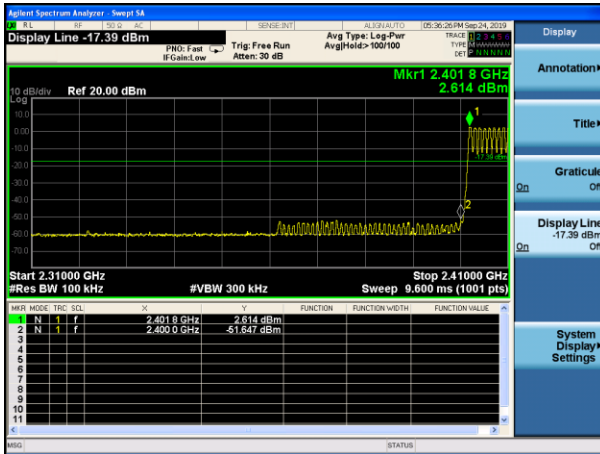 Agilent Spectrum Analyzer - Swept SA
RL RF 50 Ω AC SENSE:INT ALIGN AUTO 05:36:26 PM Sep 24, 2019
Display Line -17.39 dBm
PNO: Fast
IFGain:Low
Trig: Free Run
Atten: 30 dB
Avg Type: Log-Pwr
Avg|Hold:>100/100
TRACE 1 2 3 4 5 6
TYPE M
DET P N N N N N
Mkr1 2.401 8 GHz
2.614 dBm
10 dB/div Ref 20.00 dBm
Log
10.0
0.00
-10.0
-20.0
-30.0
-40.0
-50.0
-60.0
-70.0
1
-17.39 dBm
2
Start 2.31000 GHz Stop 2.41000 GHz
#Res BW 100 kHz #VBW 300 kHz Sweep 9.600 ms (1001 pts)
MKR MODE TRC SCL X Y FUNCTION FUNCTION WIDTH FUNCTION VALUE
1 N 1 f 2.401 8 GHz 2.614 dBm
2 N 1 f 2.400 0 GHz -51.647 dBm
3
4
5
6
7
8
9
10
11
MSG STATUS
Display
Annotation
Title
Graticule
On Off
Display Line
-17.39 dBm
On Off
System
Display
Settings